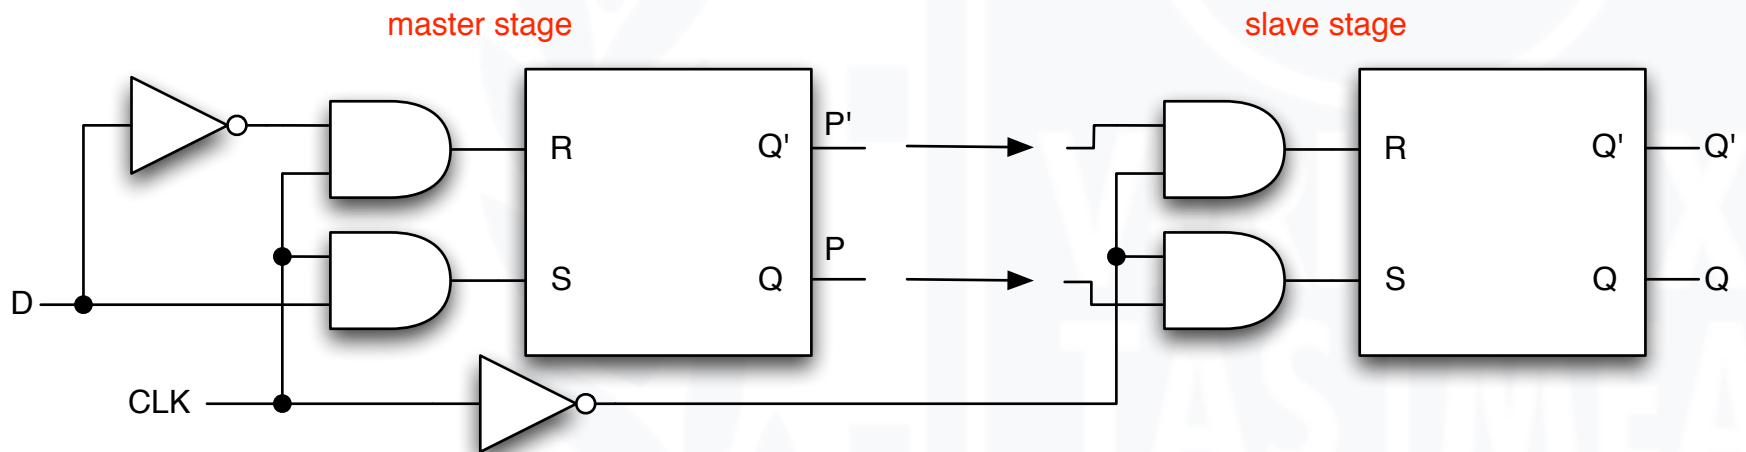 master stage
slave stage
P'
R
Q'
R
Q'
Q'
P
S
Q
S
Q
Q
D
CLK